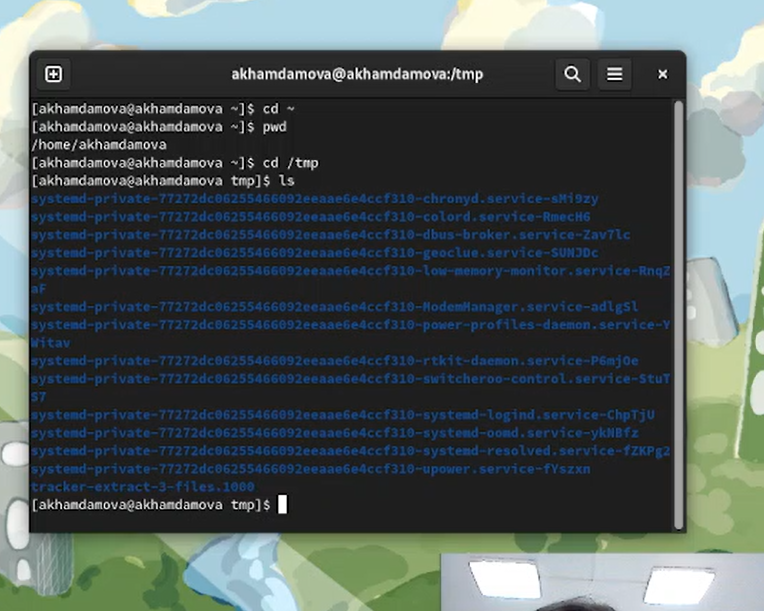 akhamdamova@akhamdamova:/tmp
[akhamdamova@akhamdamova ~]$ cd ~
[akhamdamova@akhamdamova ~]$ pwd
/home/akhamdamova
[akhamdamova@akhamdamova ~]$ cd /tmp
[akhamdamova@akhamdamova tmp]$ ls
systemd-private-77272dc06255466092eeaae6e4ccf310-chronyd.service-sMi9zy
systemd-private-77272dc06255466092eeaae6e4ccf310-colord.service-RmecH6
systemd-private-77272dc06255466092eeaae6e4ccf310-dbus-broker.service-Zav7lc
systemd-private-77272dc06255466092eeaae6e4ccf310-geoclue.service-SUNJDc
systemd-private-77272dc06255466092eeaae6e4ccf310-low-memory-monitor.service-RnqZ
aF
systemd-private-77272dc06255466092eeaae6e4ccf310-ModemManager.service-adlgSl
systemd-private-77272dc06255466092eeaae6e4ccf310-power-profiles-daemon.service-Y
Witav
systemd-private-77272dc06255466092eeaae6e4ccf310-rtkit-daemon.service-P6mjOe
systemd-private-77272dc06255466092eeaae6e4ccf310-switcheroo-control.service-StuT
S7
systemd-private-77272dc06255466092eeaae6e4ccf310-systemd-logind.service-ChpTjU
systemd-private-77272dc06255466092eeaae6e4ccf310-systemd-oomd.service-ykNBfz
systemd-private-77272dc06255466092eeaae6e4ccf310-systemd-resolved.service-fZKPg2
systemd-private-77272dc06255466092eeaae6e4ccf310-upower.service-fYszxn
tracker-extract-3-files.1000
[akhamdamova@akhamdamova tmp]$